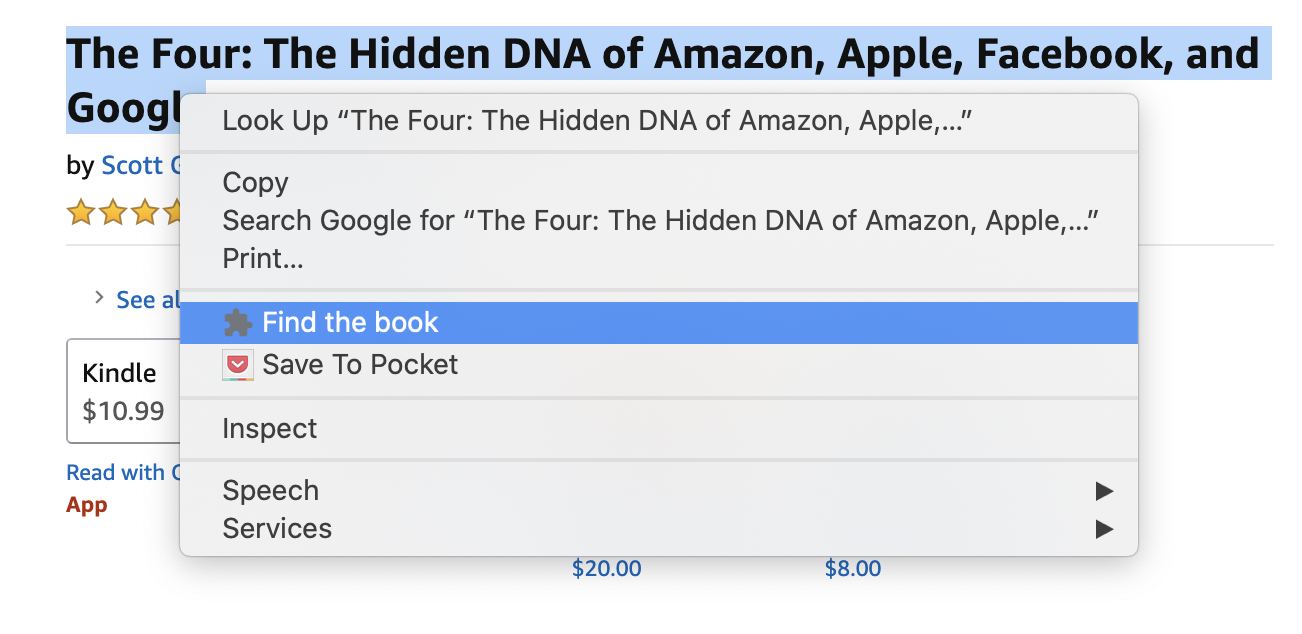 The Four: The Hidden DNA of Amazon, Apple, Facebook, and
Googl
by Scott G
Look Up “The Four: The Hidden DNA of Amazon, Apple,...”
Copy
Search Google for “The Four: The Hidden DNA of Amazon, Apple,...”
Print...
See al
Find the book
Kindle
$10.99
Save To Pocket
Inspect
Read with
App
Speech
Services
$20.00 $8.00